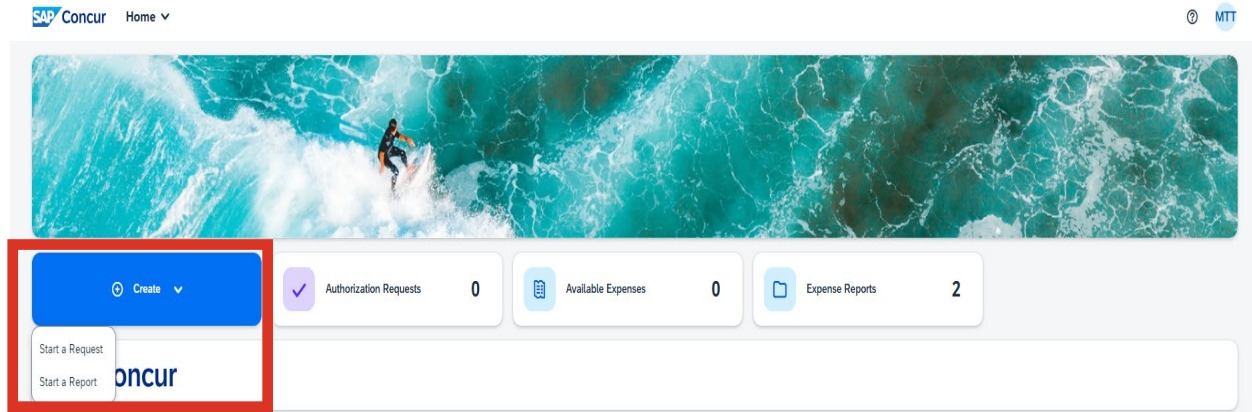 SAP Concur Home
MTT
Create
Authorization Requests 0
Available Expenses 0
Expense Reports 2
Start a Request
Start a Report
oncur